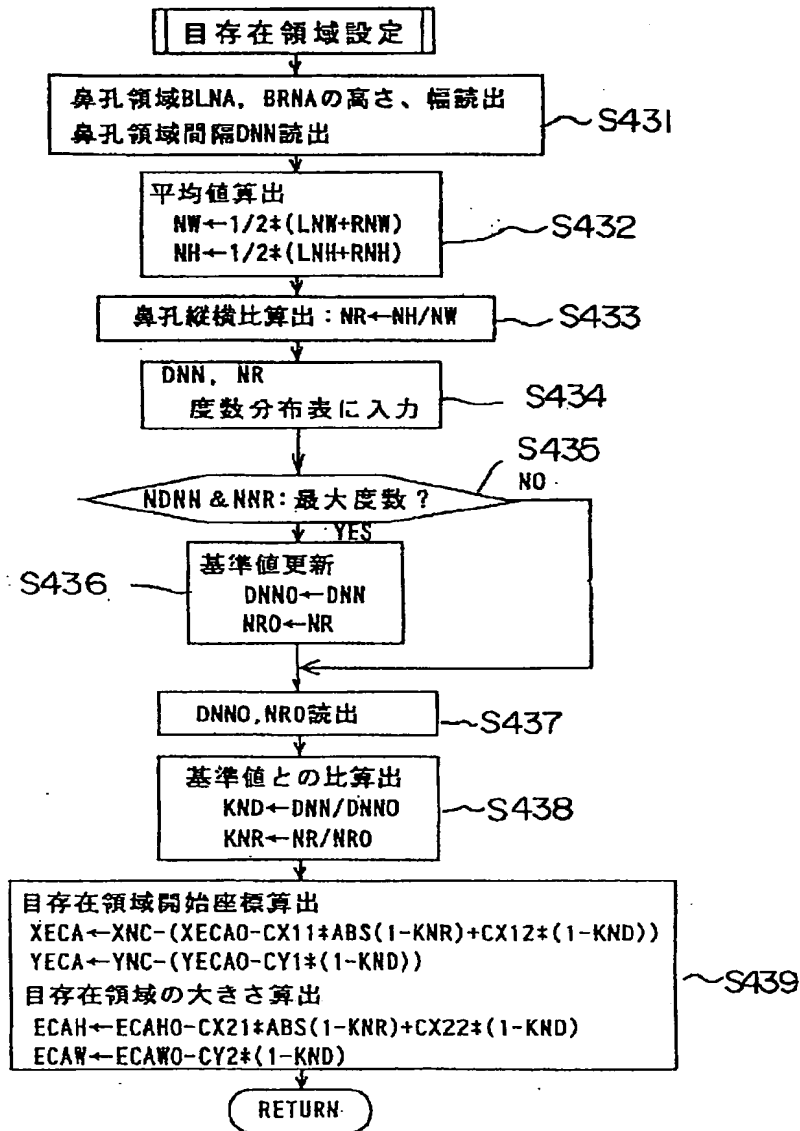 目存在領域設定
鼻孔領域BLNA, BRNAの高さ、幅読出
鼻孔領域間隔DNN読出
S431
平均値算出
NW←1/2*(LNW+RNW)
NH←1/2*(LNH+RNH)
S432
鼻孔縦横比算出:NR←NH/NW
S433
DNN, NR
度数分布表に入力
S434
S435
NDNN&NNR:最大度数?
NO
YES
基準値更新
DNNO←DNN
NRO←NR
S436
DNNO,NRO読出
S437
基準値との比算出
KND←DNN/DNNO
KNR←NR/NRO
S438
目存在領域開始座標算出
XECA←XNC-(XECAO-CX11*ABS(1-KNR)+CX12*(1-KND))
YECA←YNC-(YECAO-CY1*(1-KND))
目存在領域の大きさ算出
ECAH←ECAHO-CX21*ABS(1-KNR)+CX22*(1-KND)
ECAW←ECAWO-CY2*(1-KND)
S439
RETURN